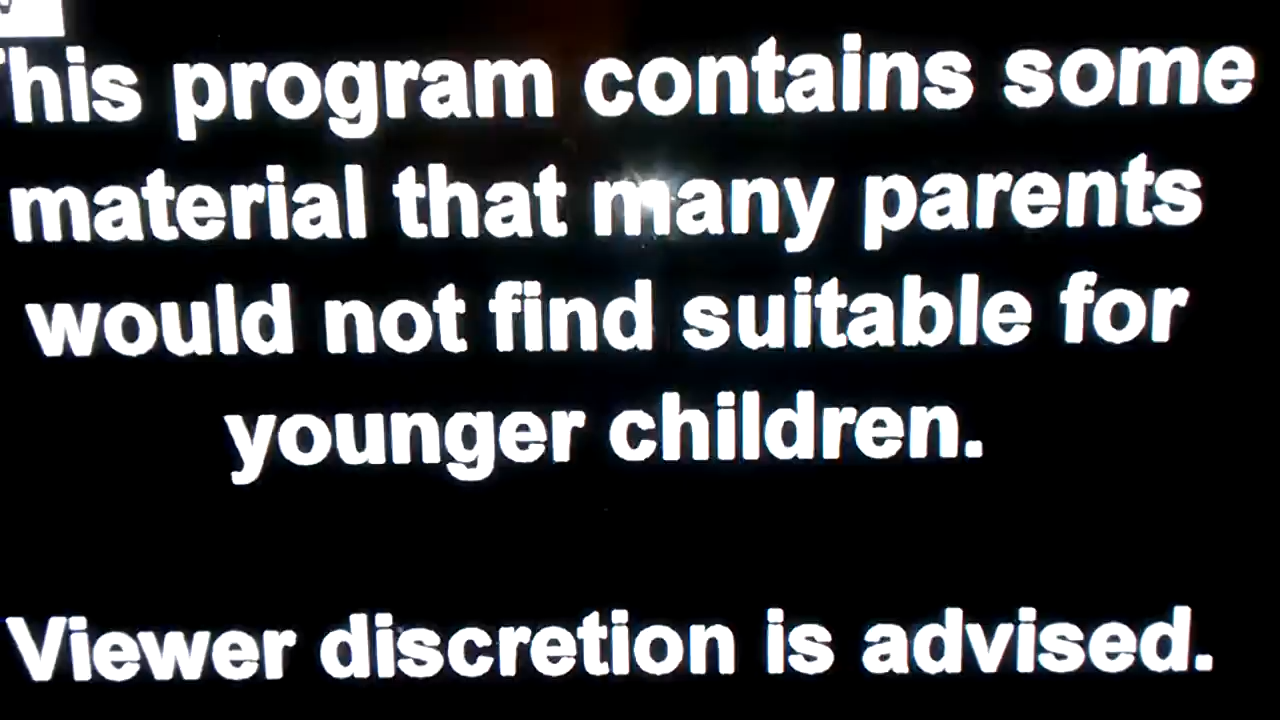 This program contains some
material that many parents
would not find suitable for
younger children.
Viewer discretion is advised.